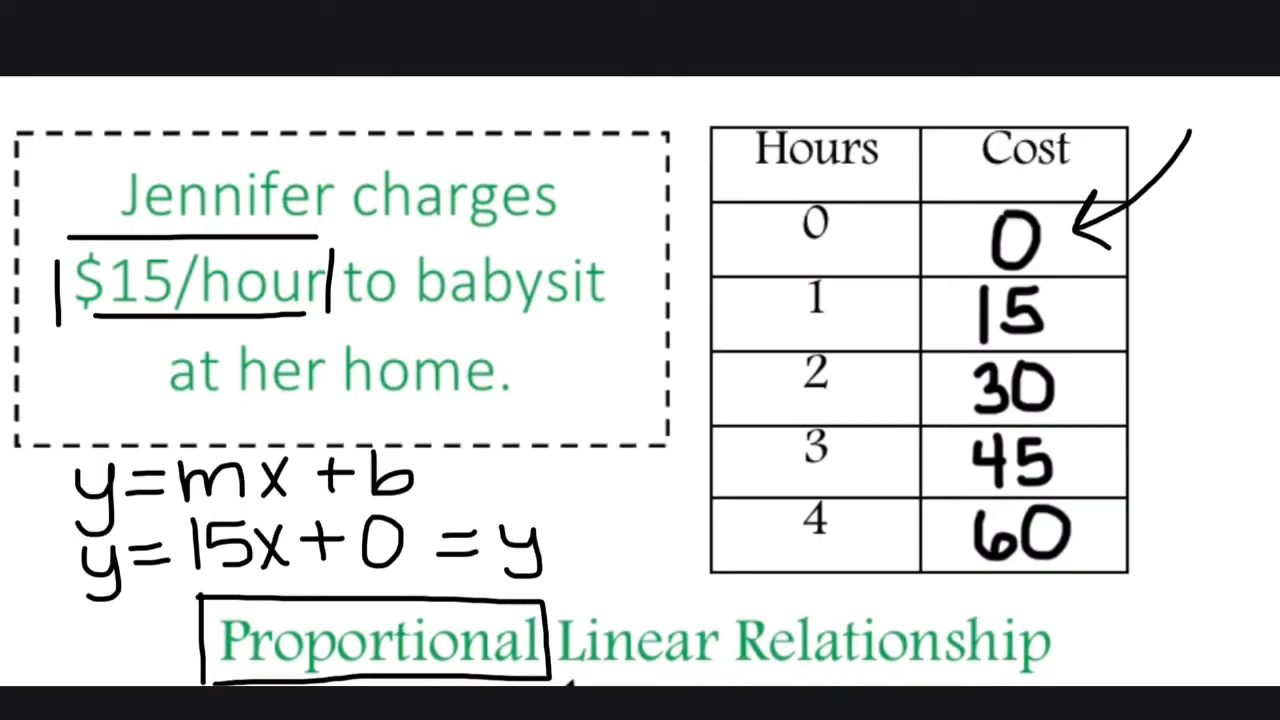 Jennifer charges
$15/hour to babysit
at her home.
y=mx+b
y=15x+0=y
Hours Cost
0 0
1 15
2 30
3 45
4 60
Proportional Linear Relationship